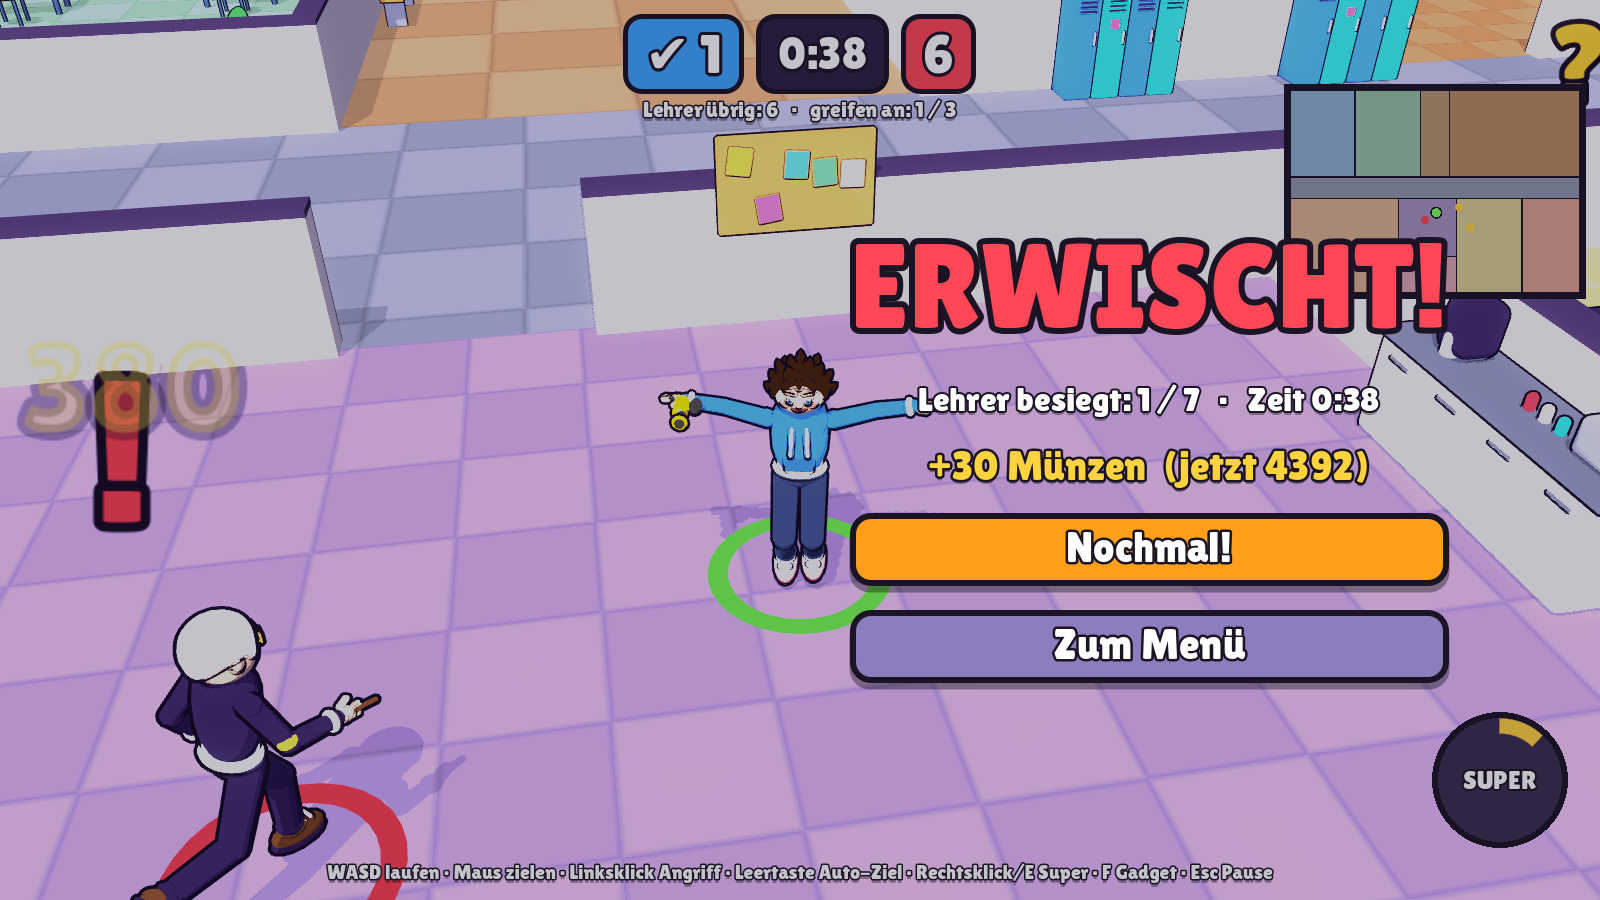 ✓1 0:38 6
Lehrer übrig: 6 · greifen an: 1 / 3
?
ERWISCHT!
380
!
Lehrer besiegt: 1 / 7 · Zeit 0:38
+30 Münzen (jetzt 4392)
Nochmal!
Zum Menü
SUPER
WASD laufen · Maus zielen · Linksklick Angriff · Leertaste Auto-Ziel · Rechtsklick/E Super · F Gadget · Esc Pause